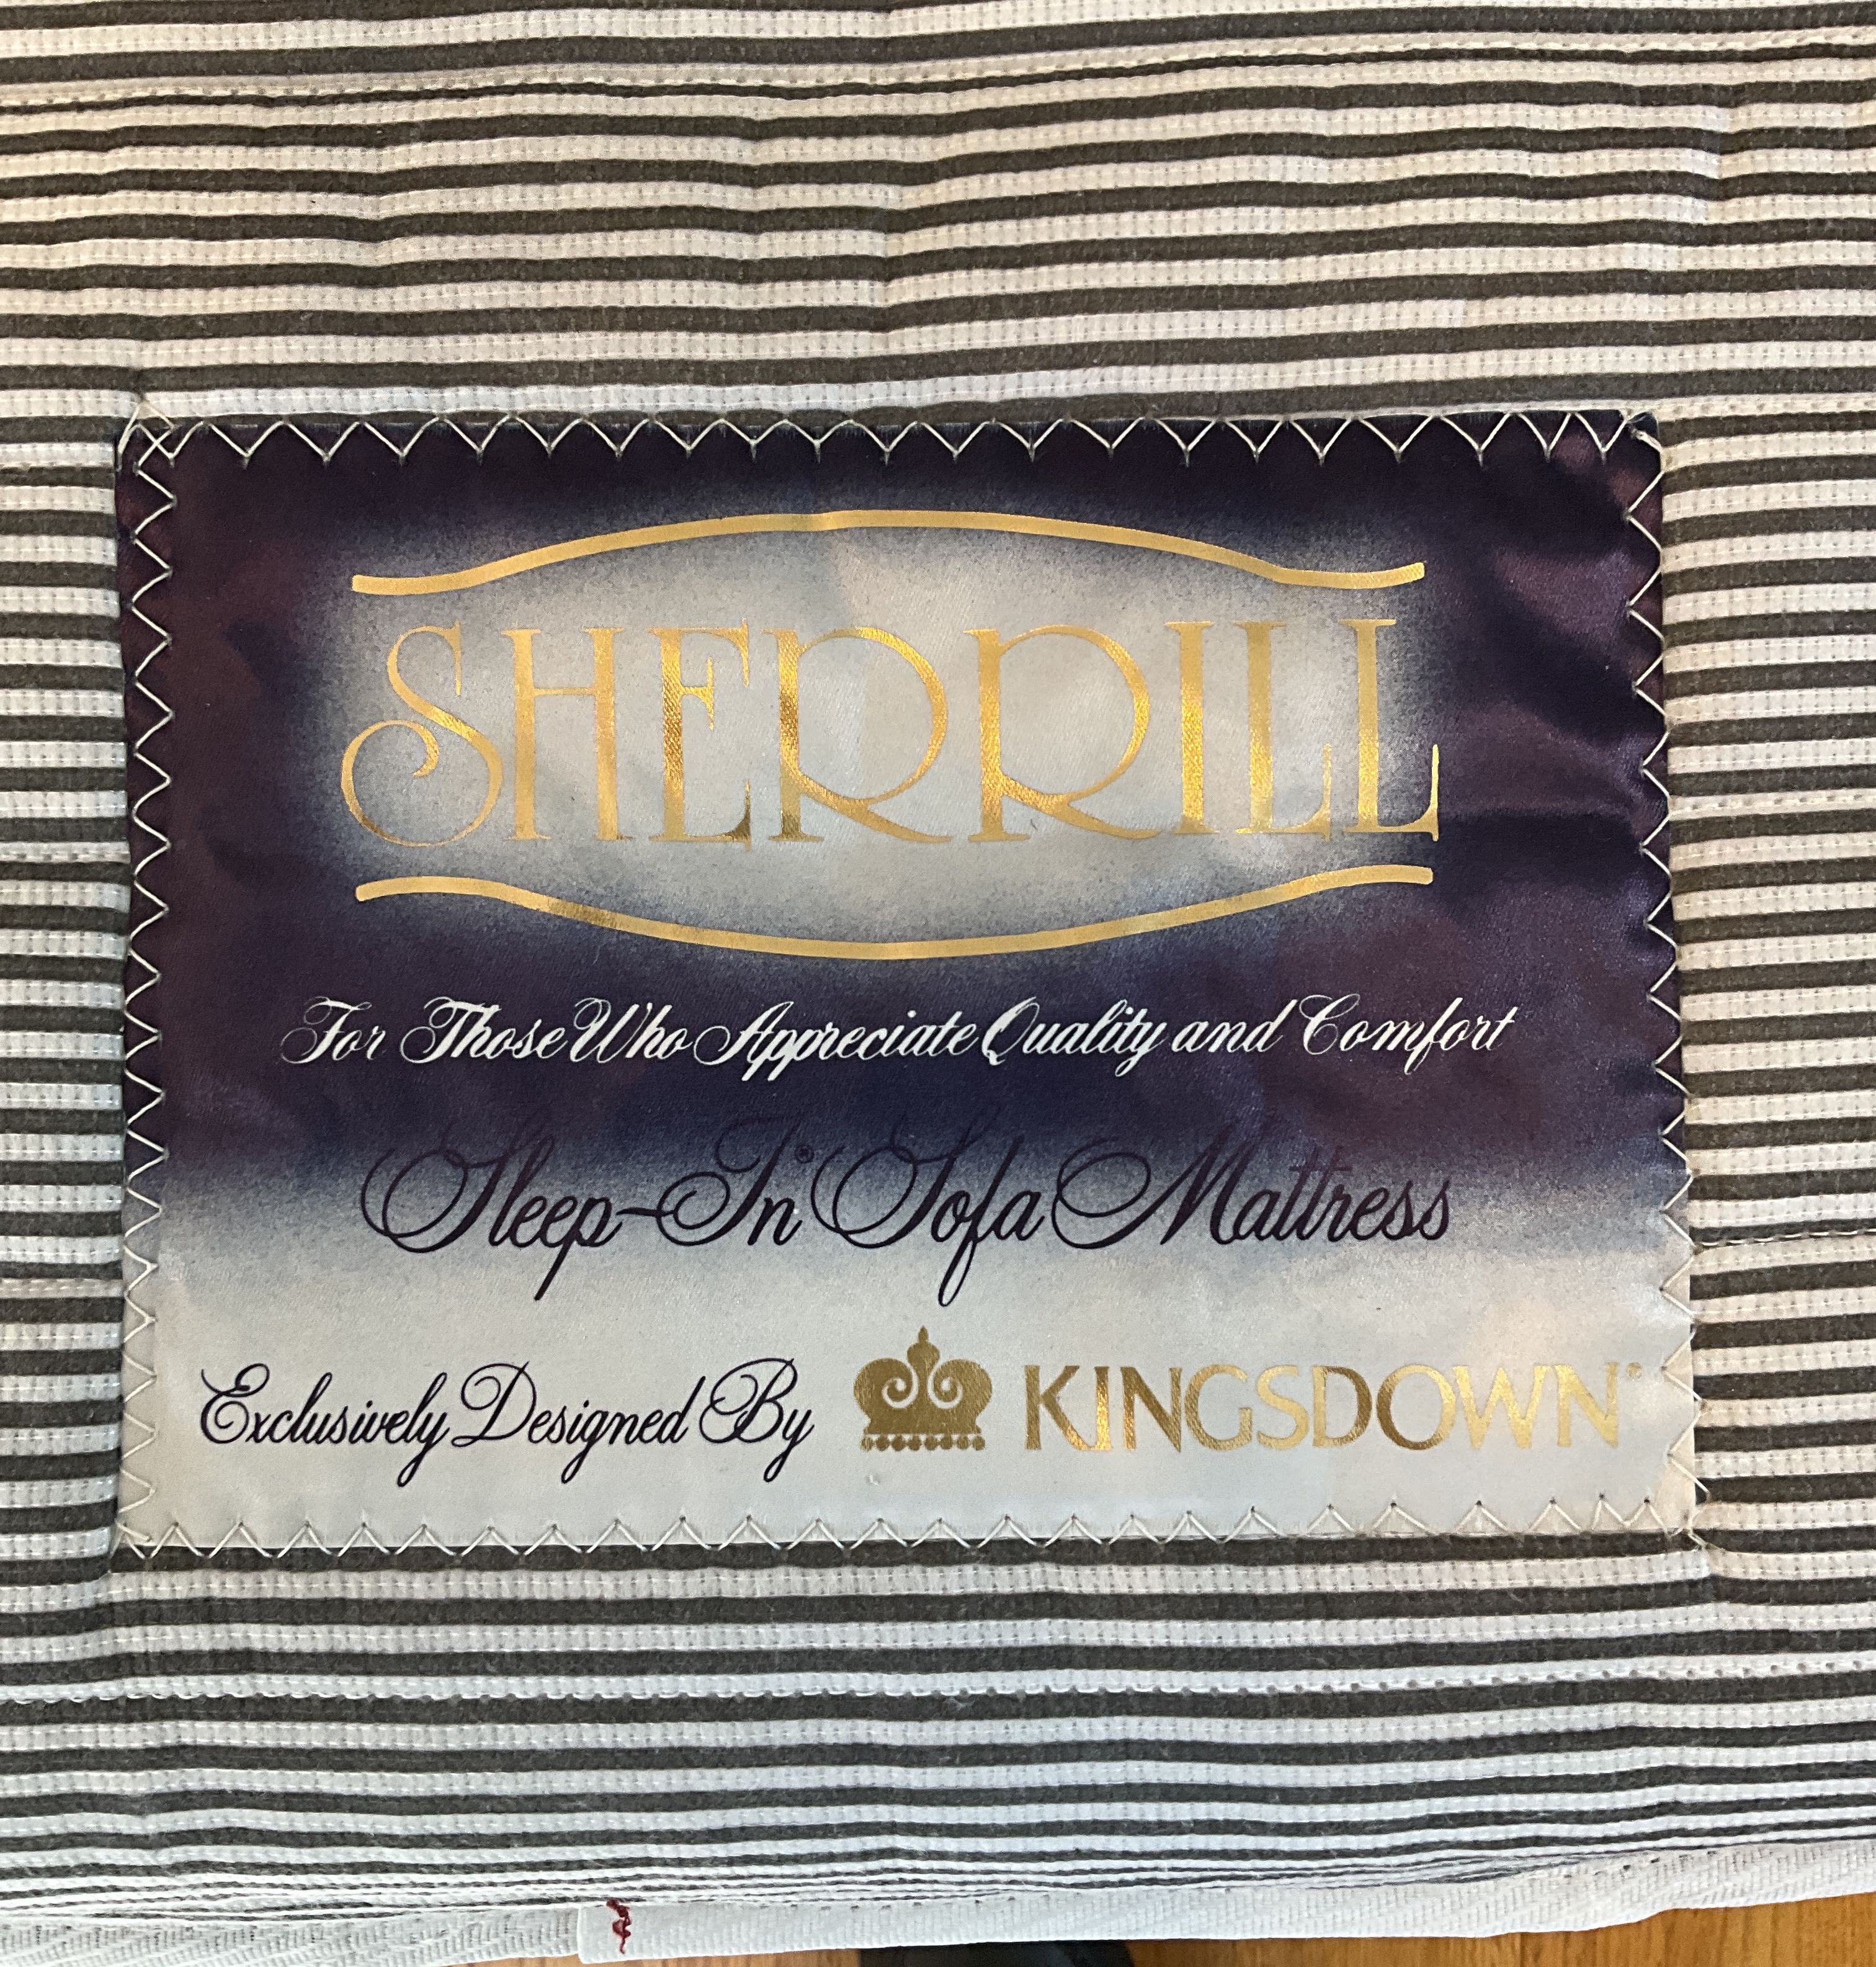 SHERRILL
For Those Who Appreciate Quality and Comfort
Sleep-In® Sofa Mattress
Exclusively Designed By KINGSDOWN®